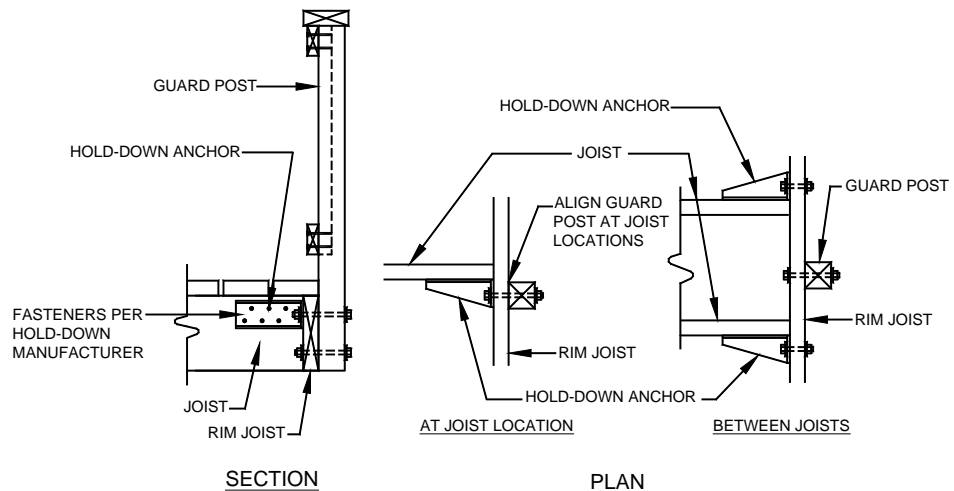 GUARD POST
HOLD-DOWN ANCHOR
FASTENERS PER
HOLD-DOWN
MANUFACTURER
JOIST
RIM JOIST
SECTION
HOLD-DOWN ANCHOR
JOIST
ALIGN GUARD
POST AT JOIST
LOCATIONS
GUARD POST
RIM JOIST
RIM JOIST
HOLD-DOWN ANCHOR
AT JOIST LOCATION
BETWEEN JOISTS
PLAN